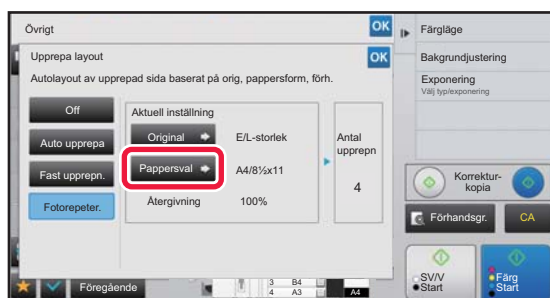 Övrigt
OK
Upprepa layout
OK
Autolayout av upprepad sida baserat på orig, pappersform, förh.
Off
Auto upprepa
Fast upprepn.
Fotorepeter.
Aktuell inställning
Original
E/L-storlek
Pappersval
A4/8½x11
Återgivning
100%
Antal
upprepn
4
Föregående
3 B4
4 A3
A4
Färgläge
Bakgrundjustering
Exponering
Välj typ/exponering
Korrektur-
kopia
Förhandsgr.
CA
SV/V
Start
Färg
Start